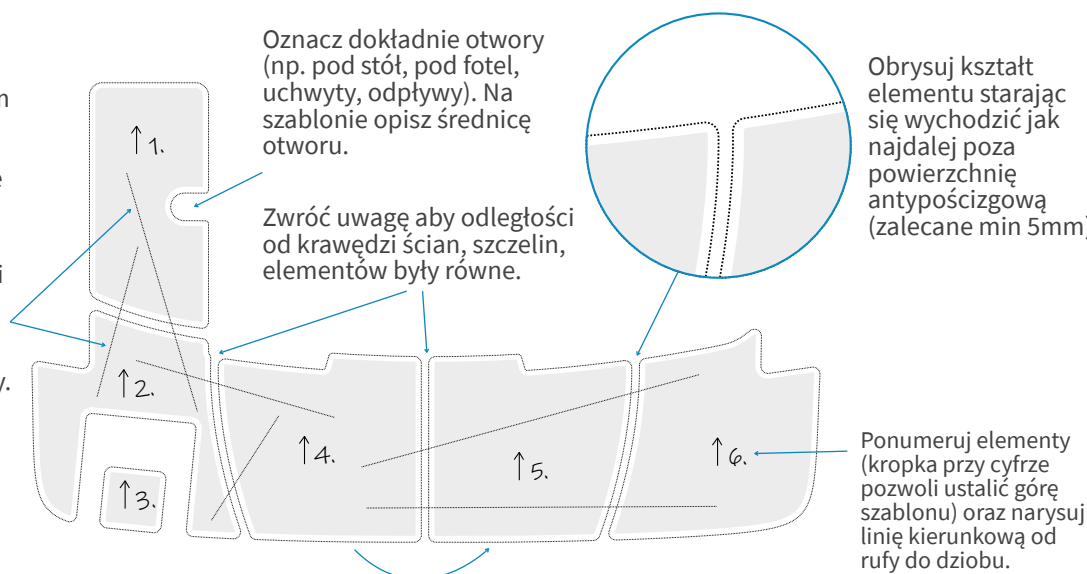 Oznacz dokładnie otwory
(np. pod stół, pod fotel,
uchwyty, odpływy). Na
szablonie opisz średnicę
otworu.
Zwróć uwagę aby odległości
od krawędzi ścian, szczelin,
elementów były równe.
Obrysuj kształt
elementu starając
się wychodzić jak
najdalej poza
powierzchnię
antypościzgową
(zalecane min 5mm)
↑1.
↑2.
↑3.
↑4.
↑5.
↑6.
Ponumeruj elementy
(kropka przy cyfrze
pozwoli ustalić górę
szablonu) oraz narysuj
linię kierunkową od
rufy do dziobu.